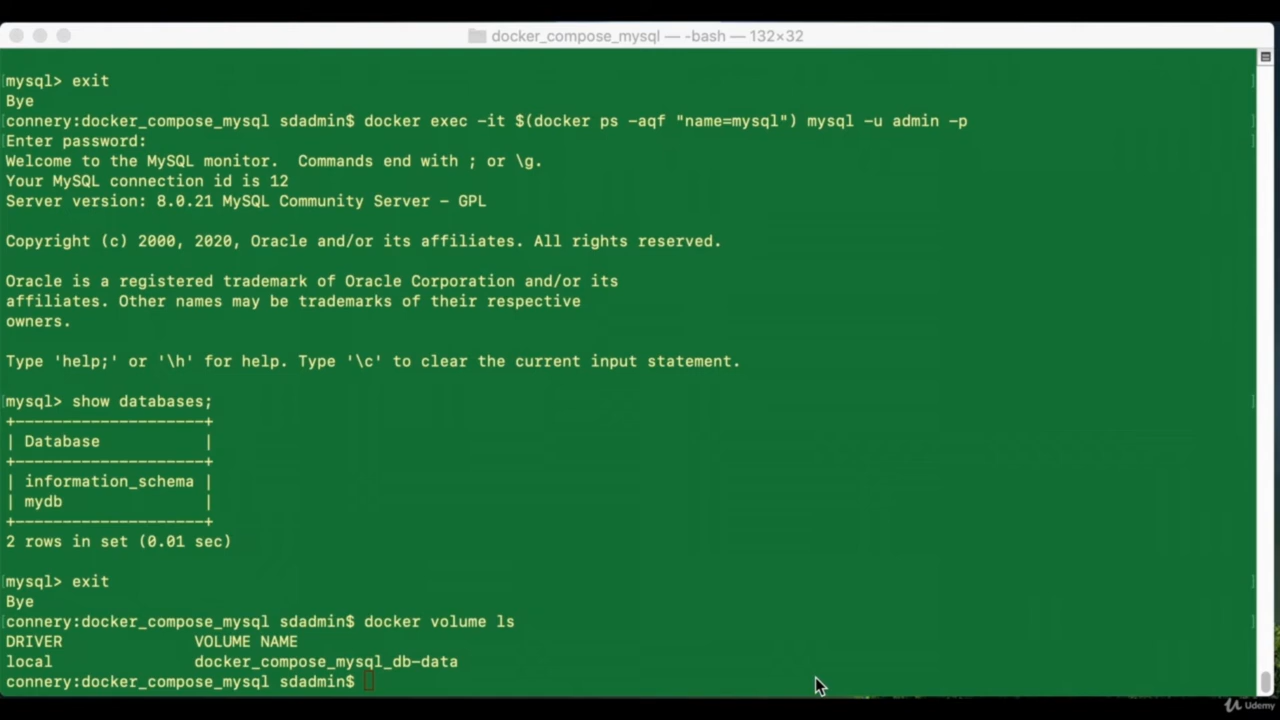 docker_compose_mysql — -bash — 132×32
mysql> exit
Bye
connery:docker_compose_mysql sdadmin$ docker exec -it $(docker ps -aqf "name=mysql") mysql -u admin -p
Enter password:
Welcome to the MySQL monitor.  Commands end with ; or \g.
Your MySQL connection id is 12
Server version: 8.0.21 MySQL Community Server - GPL
Copyright (c) 2000, 2020, Oracle and/or its affiliates. All rights reserved.
Oracle is a registered trademark of Oracle Corporation and/or its
affiliates. Other names may be trademarks of their respective
owners.
Type 'help;' or '\h' for help. Type '\c' to clear the current input statement.
mysql> show databases;
+--------------------+
| Database           |
+--------------------+
| information_schema |
| mydb               |
+--------------------+
2 rows in set (0.01 sec)
mysql> exit
Bye
connery:docker_compose_mysql sdadmin$ docker volume ls
DRIVER              VOLUME NAME
local               docker_compose_mysql_db-data
connery:docker_compose_mysql sdadmin$
Udemy